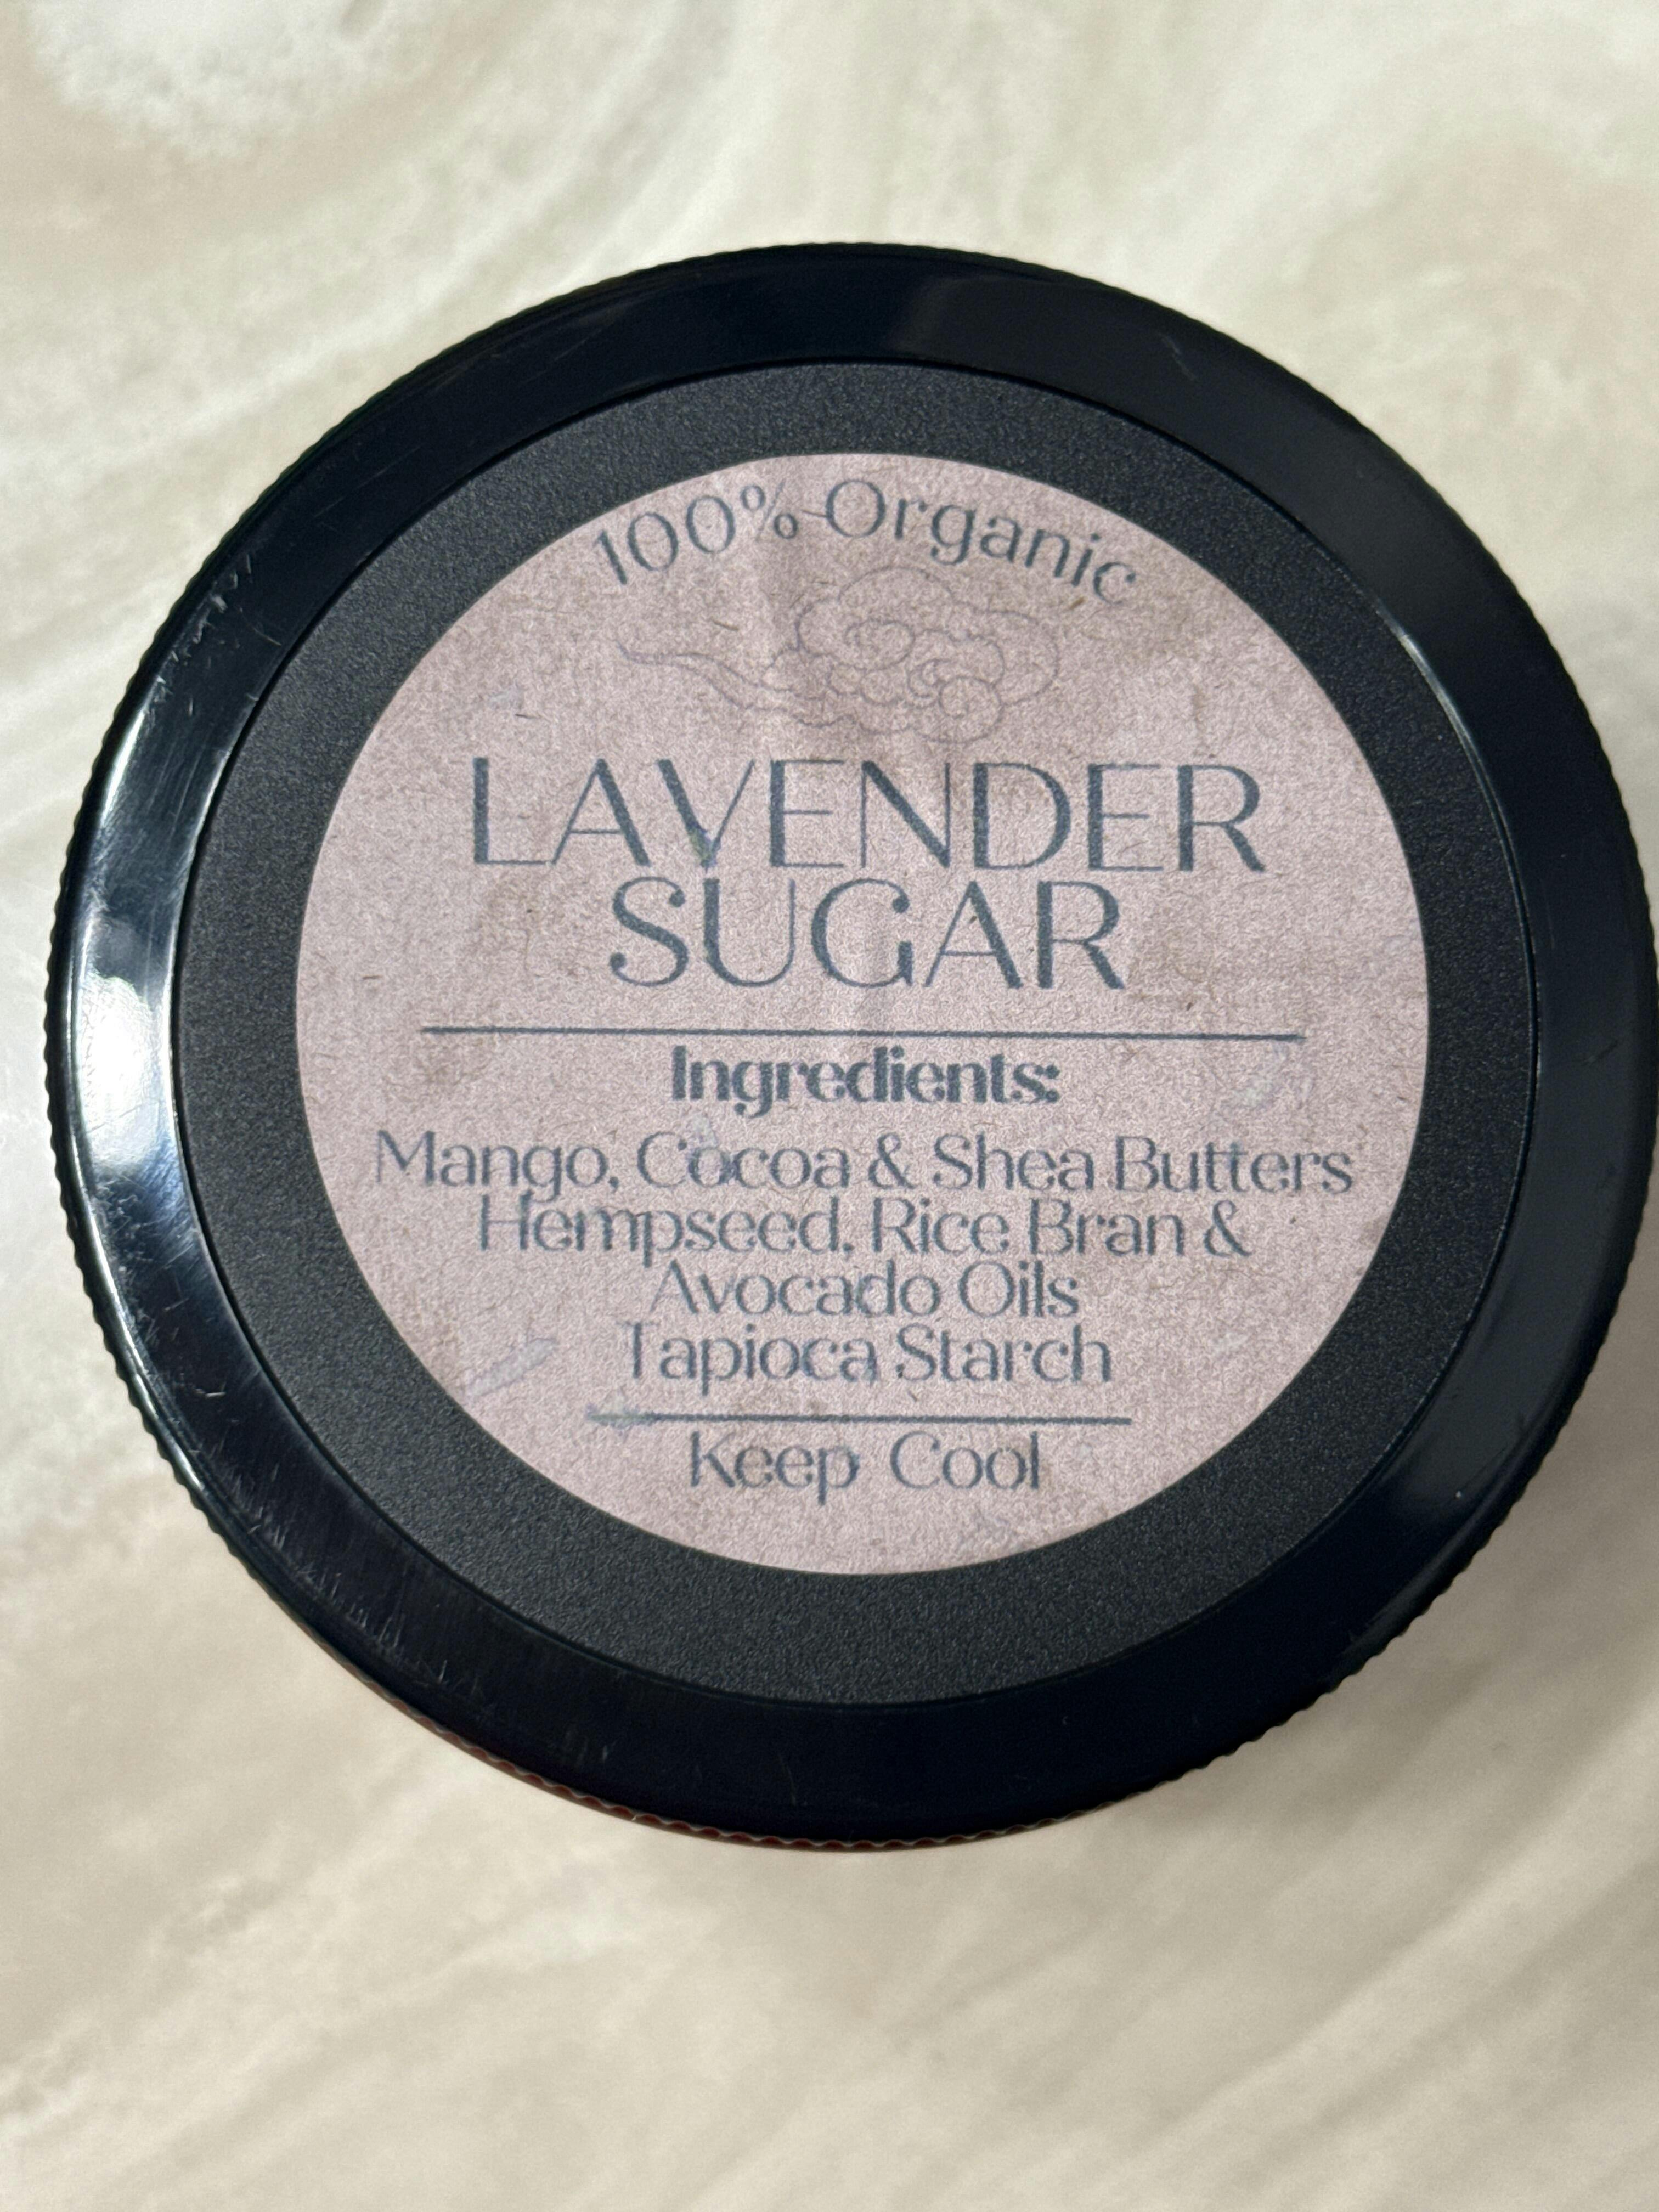 100% Organic
LAVENDER
SUGAR
Ingredients:
Mango, Cocoa & Shea Butters
Hempseed, Rice Bran &
Avocado Oils
Tapioca Starch
Keep Cool